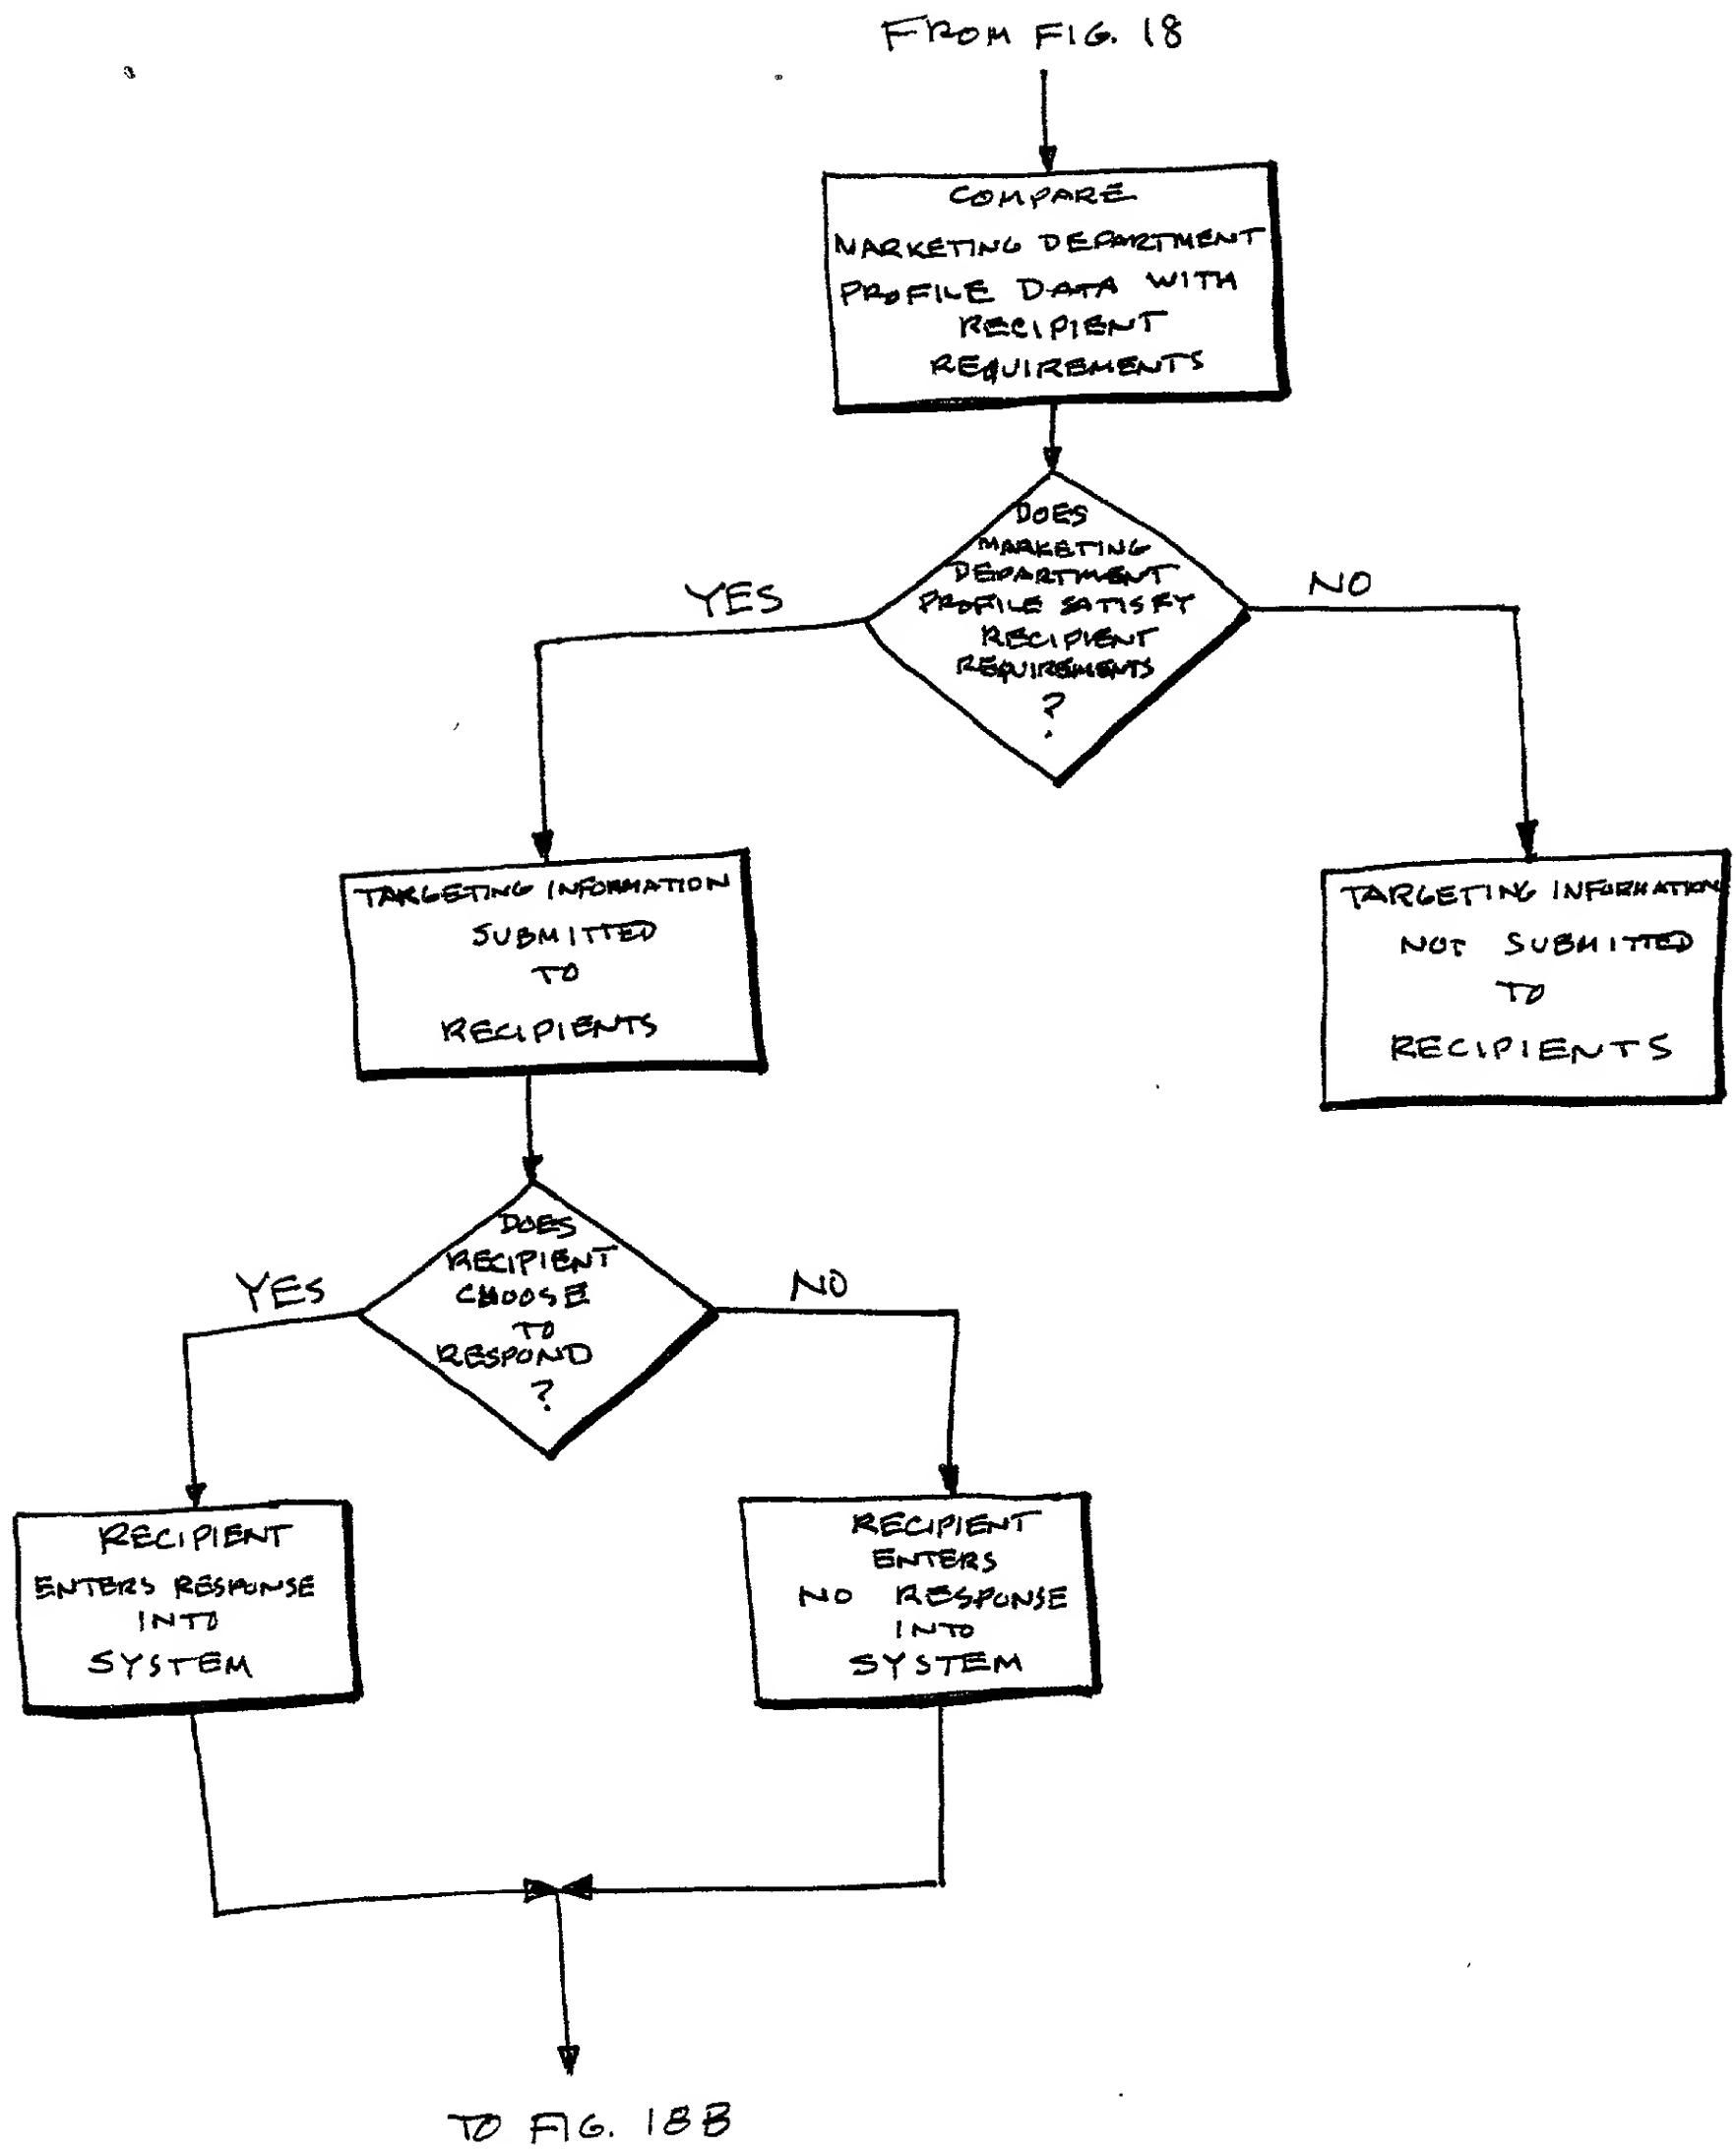 FROM FIG. 18
COMPARE
MARKETING DEPARTMENT
PROFILE DATA WITH
RECIPIENT
REQUIREMENTS
DOES
MARKETING
DEPARTMENT
PROFILE SATISFY
RECIPIENT
REQUIREMENTS
?
YES
NO
TARGETING INFORMATION
SUBMITTED
TO
RECIPIENTS
TARGETING INFORMATION
NOT SUBMITTED
TO
RECIPIENTS
DOES
RECIPIENT
CHOOSE
TO
RESPOND
?
YES
NO
RECIPIENT
ENTERS RESPONSE
INTO
SYSTEM
RECIPIENT
ENTERS
NO RESPONSE
INTO
SYSTEM
TO FIG. 18B